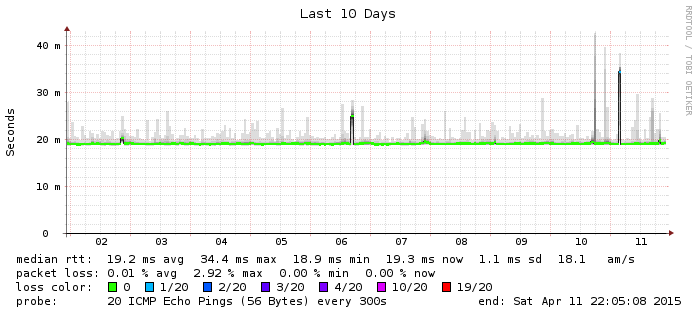 Last 10 Days
RRDTOOL / TOBI OETIKER
Seconds
40 m
30 m
20 m
10 m
0
02 03 04 05 06 07 08 09 10 11
median rtt: 19.2 ms avg 34.4 ms max 18.9 ms min 19.3 ms now 1.1 ms sd 18.1 am/s
packet loss: 0.01 % avg 2.92 % max 0.00 % min 0.00 % now
loss color: 0 1/20 2/20 3/20 4/20 10/20 19/20
probe: 20 ICMP Echo Pings (56 Bytes) every 300s end: Sat Apr 11 22:05:08 2015